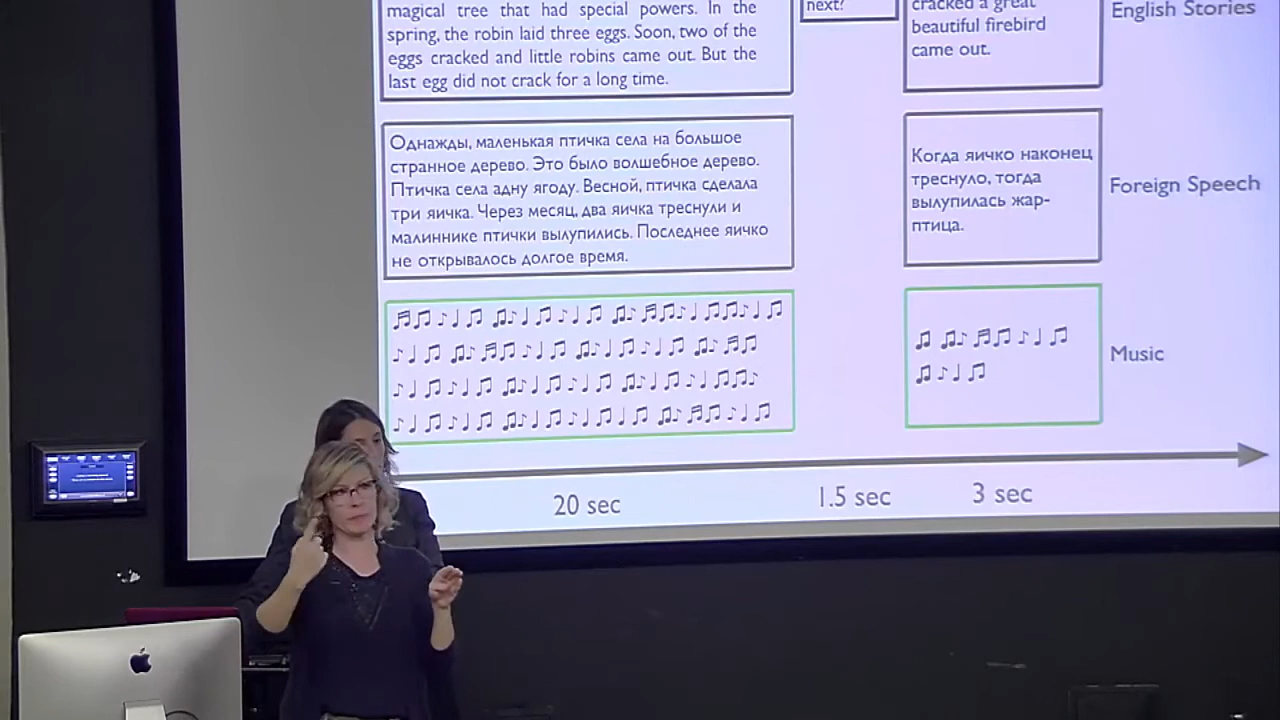 magical tree that had special powers. In the
spring, the robin laid three eggs. Soon, two of the
eggs cracked and little robins came out. But the
last egg did not crack for a long time.
next?
cracked a great
beautiful firebird
came out.
English Stories
Однажды, маленькая птичка села на большое
странное дерево. Это было волшебное дерево.
Птичка села адну ягоду. Весной, птичка сделала
три яичка. Через месяц, два яичка треснули и
малиннике птички вылупились. Последнее яичко
не открывалось долгое время.
Когда яичко наконец
треснуло, тогда
вылупилась жар-
птица.
Foreign Speech
Music
20 sec
1.5 sec
3 sec